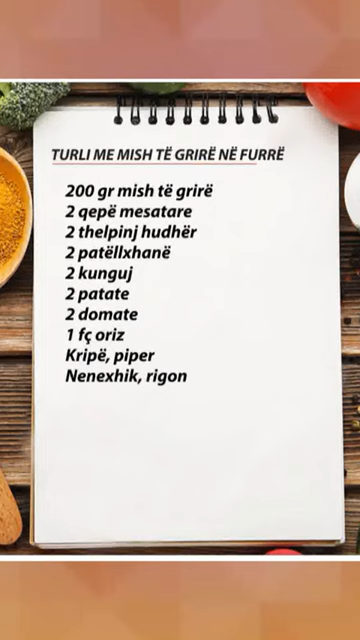 TURLI ME MISH TË GRIRË NË FURRË
200 gr mish të grirë
2 qepë mesatare
2 thelpinj hudhër
2 patëllxhanë
2 kunguj
2 patate
2 domate
1 fç oriz
Kripë, piper
Nenexhik, rigon